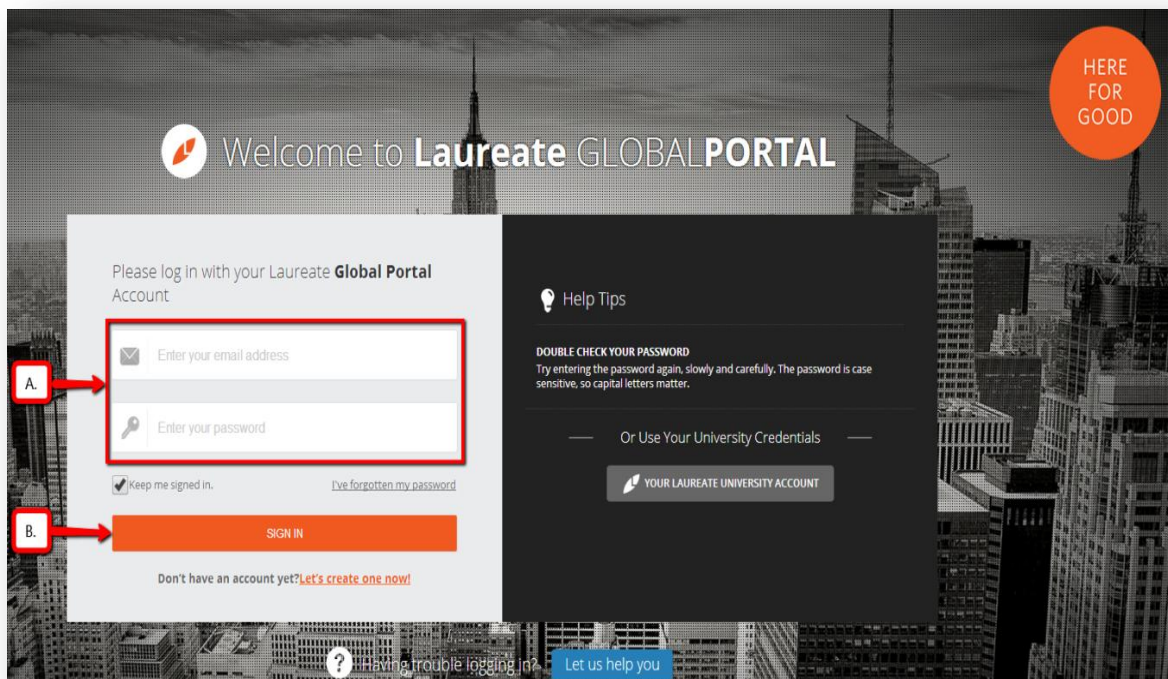 HERE
FOR
GOOD
Welcome to Laureate GLOBALPORTAL
Please log in with your Laureate Global Portal
Account
A.
Enter your email address
Enter your password
Keep me signed in.
I've forgotten my password
B.
SIGN IN
Don't have an account yet?Let's create one now!
Help Tips
DOUBLE CHECK YOUR PASSWORD
Try entering the password again, slowly and carefully. The password is case
sensitive, so capital letters matter.
Or Use Your University Credentials
YOUR LAUREATE UNIVERSITY ACCOUNT
? Having trouble logging in?
Let us help you